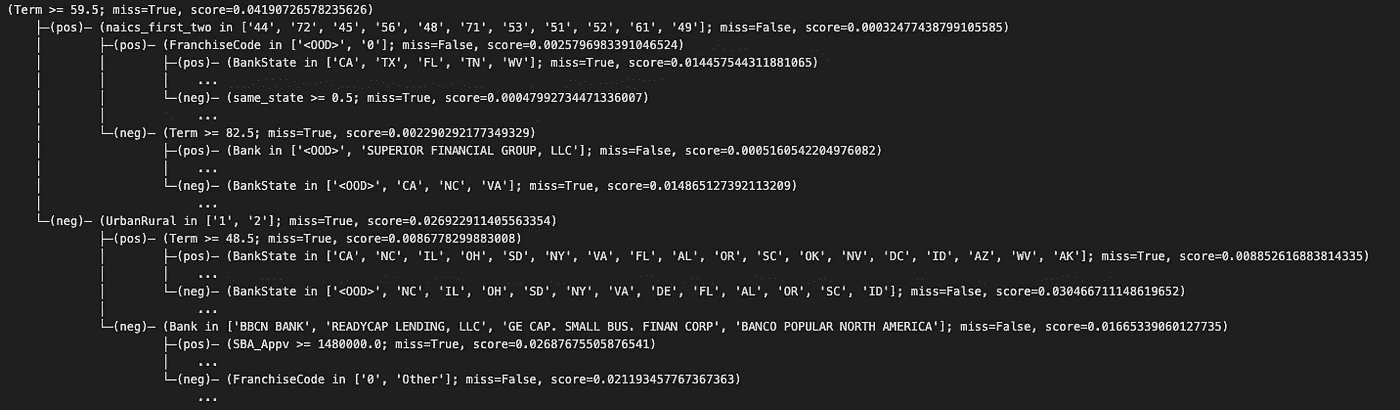 (Term >= 59.5; miss=True, score=0.04190726578235626)
├─(pos)─ (naics_first_two in ['44', '72', '45', '56', '48', '71', '53', '51', '52', '61', '49']; miss=False, score=0.00032477438799105585)
│        ├─(pos)─ (FranchiseCode in ['<OOD>', '0']; miss=False, score=0.0025796983391046524)
│        │        ├─(pos)─ (BankState in ['CA', 'TX', 'FL', 'TN', 'WV']; miss=True, score=0.014457544311881065)
│        │        │    ...
│        │        └─(neg)─ (same_state >= 0.5; miss=True, score=0.00047992734471336007)
│        │             ...
│        └─(neg)─ (Term >= 82.5; miss=True, score=0.002290292177349329)
│                 ├─(pos)─ (Bank in ['<OOD>', 'SUPERIOR FINANCIAL GROUP, LLC']; miss=False, score=0.0005160542204976082)
│                 │    ...
│                 └─(neg)─ (BankState in ['<OOD>', 'CA', 'NC', 'VA']; miss=True, score=0.014865127392113209)
│                      ...
└─(neg)─ (UrbanRural in ['1', '2']; miss=True, score=0.026922911405563354)
         ├─(pos)─ (Term >= 48.5; miss=True, score=0.0086778299883008)
         │        ├─(pos)─ (BankState in ['CA', 'NC', 'IL', 'OH', 'SD', 'NY', 'VA', 'FL', 'AL', 'OR', 'SC', 'OK', 'NV', 'DC', 'ID', 'AZ', 'WV', 'AK']; miss=True, score=0.008852616883814335)
         │        │    ...
         │        └─(neg)─ (BankState in ['<OOD>', 'NC', 'IL', 'OH', 'SD', 'NY', 'VA', 'DE', 'FL', 'AL', 'OR', 'SC', 'ID']; miss=False, score=0.030466711148619652)
         │             ...
         └─(neg)─ (Bank in ['BBCN BANK', 'READYCAP LENDING, LLC', 'GE CAP. SMALL BUS. FINAN CORP', 'BANCO POPULAR NORTH AMERICA']; miss=False, score=0.01665339060127735)
                  ├─(pos)─ (SBA_Appv >= 1480000.0; miss=True, score=0.02687675505876541)
                  │    ...
                  └─(neg)─ (FranchiseCode in ['0', 'Other']; miss=False, score=0.021193457767367363)
                       ...